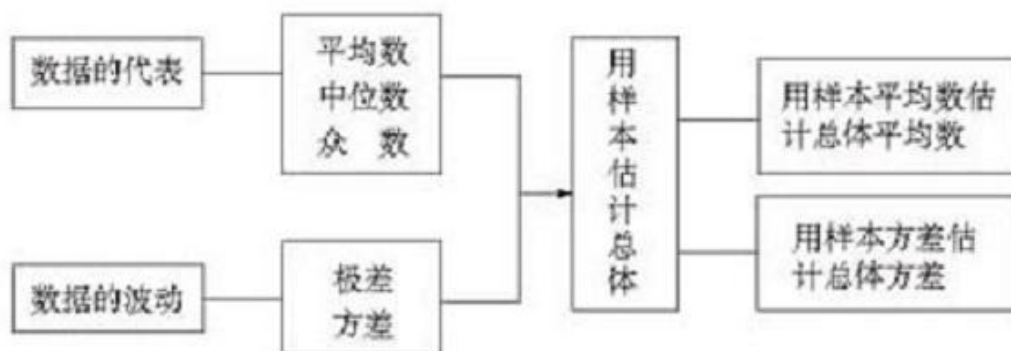 数据的代表
平均数
中位数
众 数
数据的波动
极差
方差
用样本估计总体
用样本平均数估
计总体平均数
用样本方差估
计总体方差